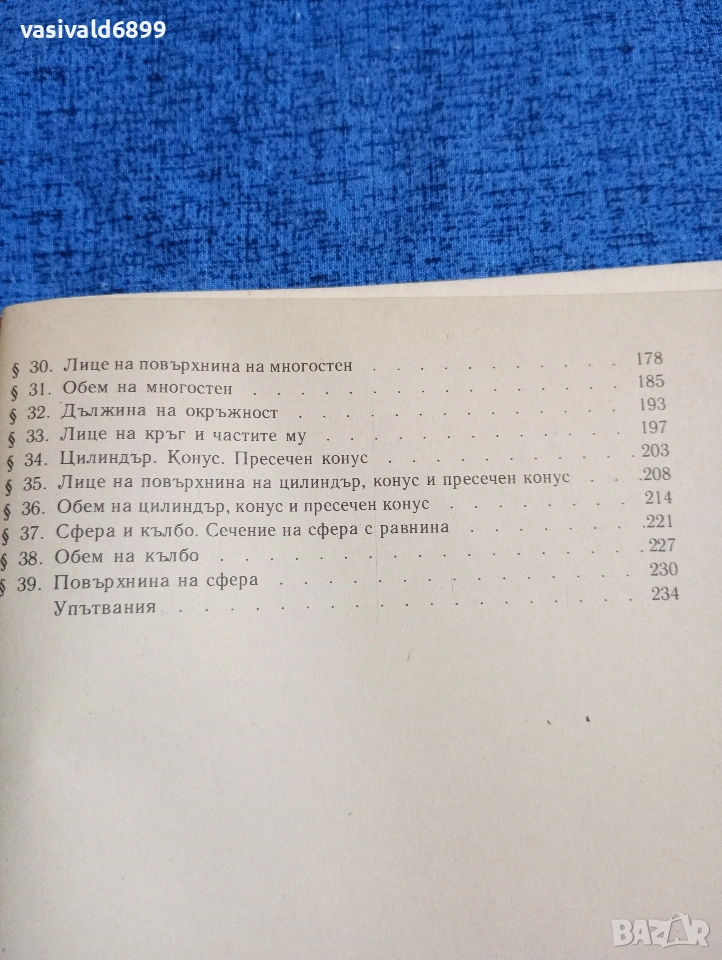 vasivald6899
§ 30. Лице на повърхнина на многостен . . . . . . . . . . . 178
§ 31. Обем на многостен . . . . . . . . . . . . . . . . 185
§ 32. Дължина на окръжност . . . . . . . . . . . . . . 193
§ 33. Лице на кръг и частите му . . . . . . . . . . . . . 197
§ 34. Цилиндър. Конус. Пресечен конус . . . . . . . . . . 203
§ 35. Лице на повърхнина на цилиндър, конус и пресечен конус . . .208
§ 36. Обем на цилиндър, конус и пресечен конус . . . . . . . . 214
§ 37. Сфера и кълбо. Сечение на сфера с равнина . . . . . . .221
§ 38. Обем на кълбо . . . . . . . . . . . . . . . . . 227
§ 39. Повърхнина на сфера . . . . . . . . . . . . . . . 230
Упътвания . . . . . . . . . . . . . . . . . . . 234
BAZAR